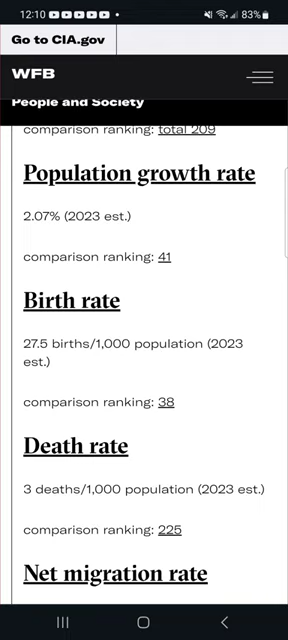 12:10
83%
Go to CIA.gov
WFB
People and Society
comparison ranking: total 209
Population growth rate
2.07% (2023 est.)
comparison ranking: 41
Birth rate
27.5 births/1,000 population (2023
est.)
comparison ranking: 38
Death rate
3 deaths/1,000 population (2023 est.)
comparison ranking: 225
Net migration rate